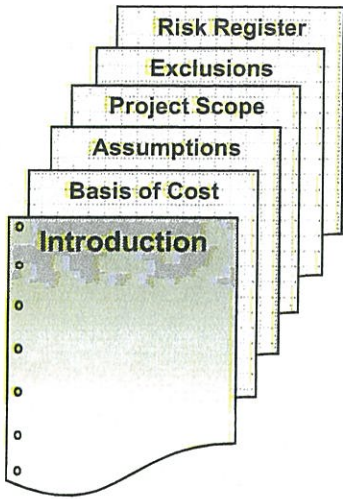 Risk Register
Exclusions
Project Scope
Assumptions
Basis of Cost
Introduction